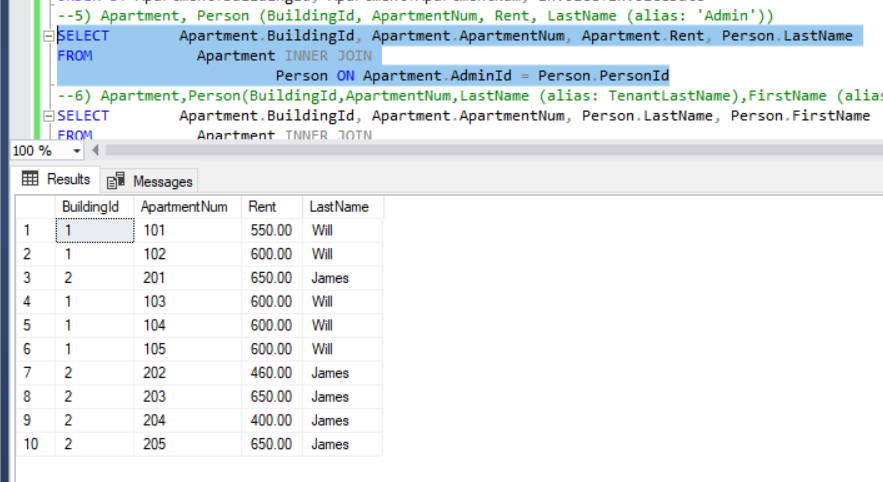 --5) Apartment, Person (BuildingId, ApartmentNum, Rent, LastName (alias: 'Admin'))
SELECT Apartment.BuildingId, Apartment.ApartmentNum, Apartment.Rent, Person.LastName
FROM Apartment INNER JOIN
Person ON Apartment.AdminId = Person.PersonId
--6) Apartment,Person(BuildingId,ApartmentNum,LastName (alias: TenantLastName),FirstName (alias
SELECT Apartment.BuildingId, Apartment.ApartmentNum, Person.LastName, Person.FirstName
FROM Apartment INNER JOIN
100 %
Results Messages
BuildingId ApartmentNum Rent LastName
1 1 101 550.00 Will
2 1 102 600.00 Will
3 2 201 650.00 James
4 1 103 600.00 Will
5 1 104 600.00 Will
6 1 105 600.00 Will
7 2 202 460.00 James
8 2 203 650.00 James
9 2 204 400.00 James
10 2 205 650.00 James